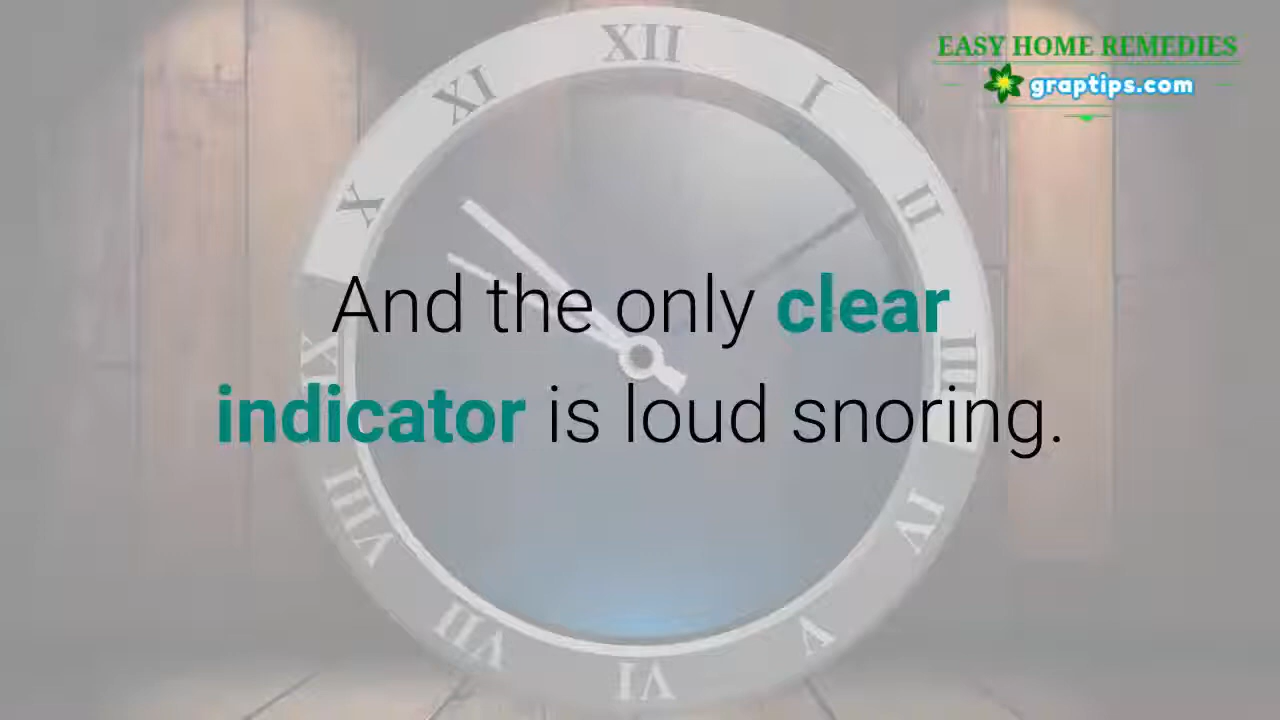 EASY HOME REMEDIES
graptips.com
XII
XI
I
X
II
And the only clear
III
indicator is loud snoring.
VIII
IV
VII
V
VI